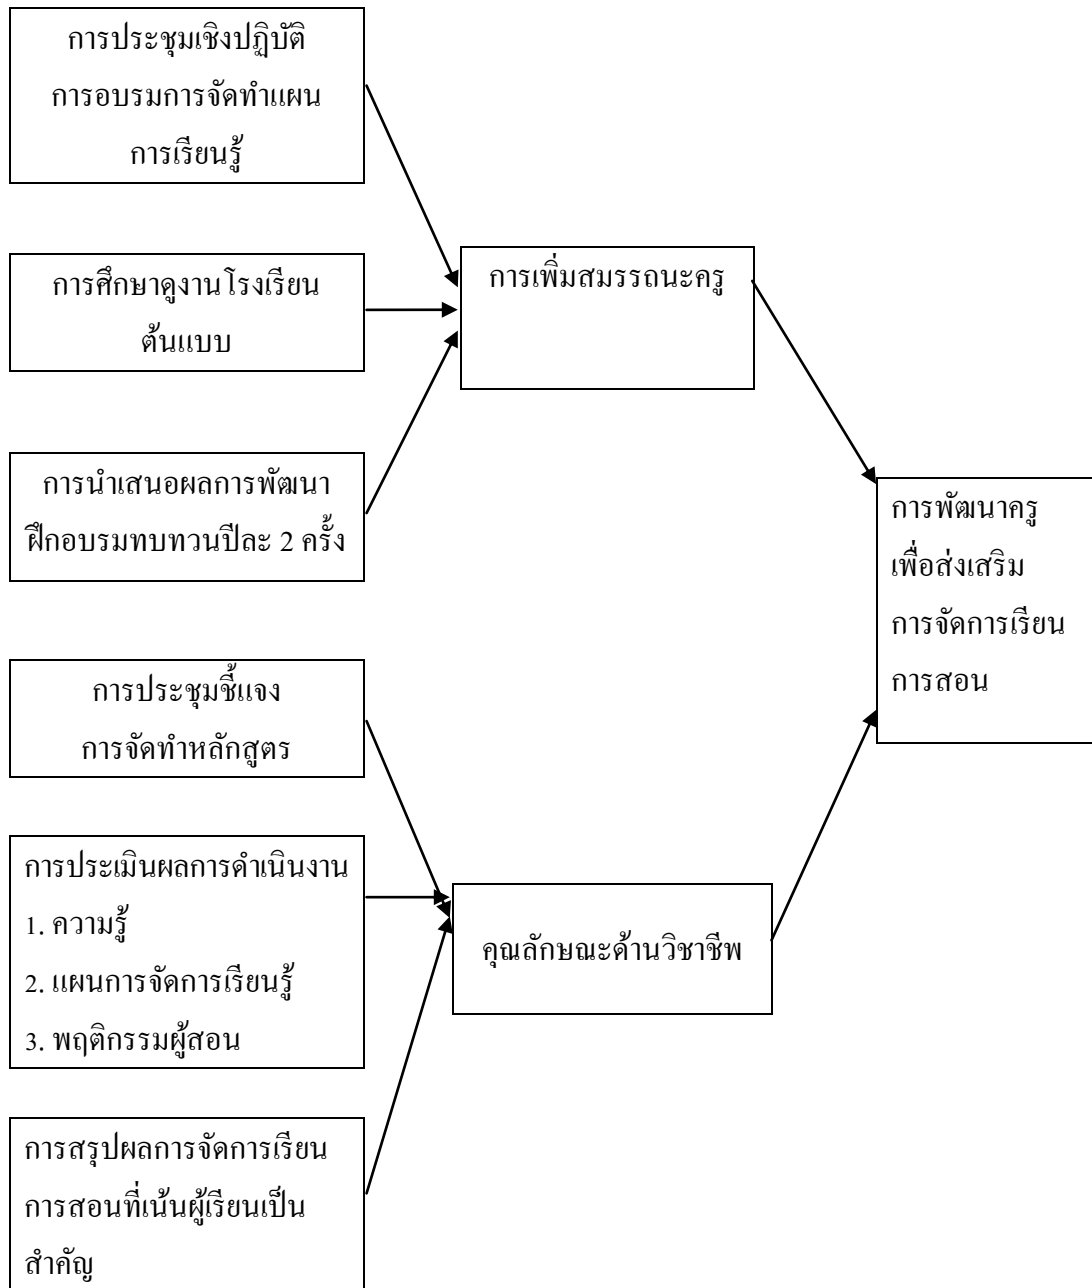 การประชุมเชิงปฏิบัติ
การอบรมการจัดทำแผน
การเรียนรู้
การศึกษาดูงานโรงเรียน
ต้นแบบ
การนำเสนอผลการพัฒนา
ฝึกอบรมทบทวนปีละ 2 ครั้ง
การประชุมชี้แจง
การจัดทำหลักสูตร
การประเมินผลการดำเนินงาน
1. ความรู้
2. แผนการจัดการเรียนรู้
3. พฤติกรรมผู้สอน
การสรุปผลการจัดการเรียน
การสอนที่เน้นผู้เรียนเป็น
สำคัญ
การเพิ่มสมรรถนะครู
คุณลักษณะด้านวิชาชีพ
การพัฒนาครู
เพื่อส่งเสริม
การจัดการเรียน
การสอน